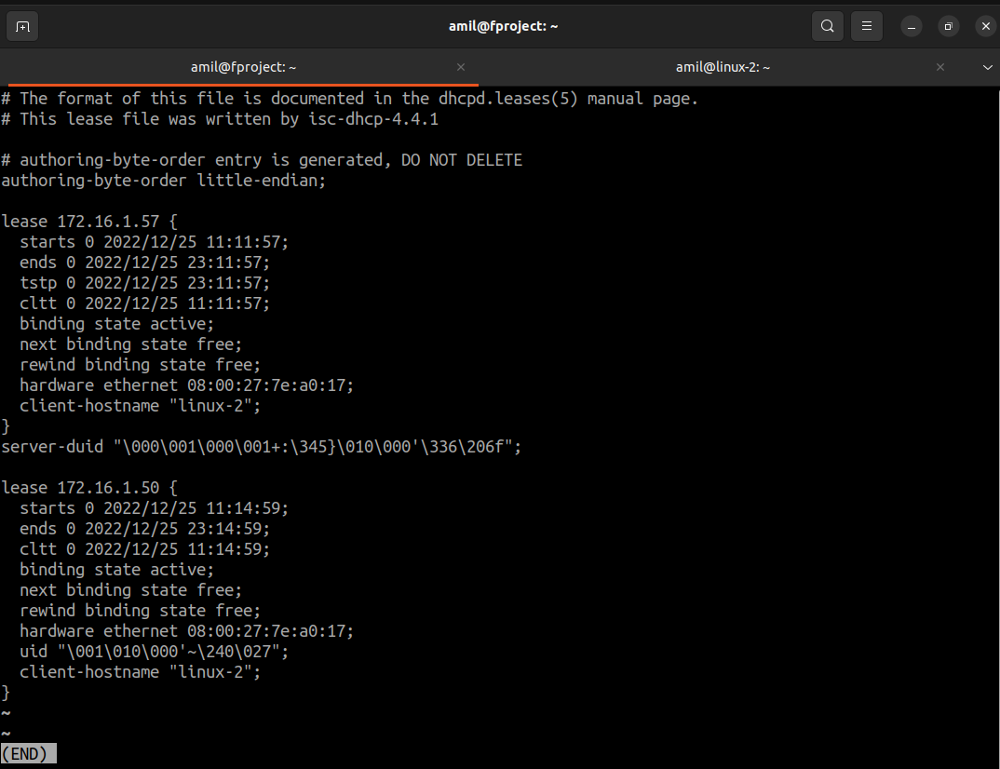 amil@fproject: ~
amil@fproject: ~
amil@linux-2: ~
# The format of this file is documented in the dhcpd.leases(5) manual page.
# This lease file was written by isc-dhcp-4.4.1
# authoring-byte-order entry is generated, DO NOT DELETE
authoring-byte-order little-endian;
lease 172.16.1.57 {
  starts 0 2022/12/25 11:11:57;
  ends 0 2022/12/25 23:11:57;
  tstp 0 2022/12/25 23:11:57;
  cltt 0 2022/12/25 11:11:57;
  binding state active;
  next binding state free;
  rewind binding state free;
  hardware ethernet 08:00:27:7e:a0:17;
  client-hostname "linux-2";
}
server-duid "\000\001\000\001+:\345}\010\000'\336\206f";
lease 172.16.1.50 {
  starts 0 2022/12/25 11:14:59;
  ends 0 2022/12/25 23:14:59;
  cltt 0 2022/12/25 11:14:59;
  binding state active;
  next binding state free;
  rewind binding state free;
  hardware ethernet 08:00:27:7e:a0:17;
  uid "\001\010\000'~\240\027";
  client-hostname "linux-2";
}
~
~
(END)